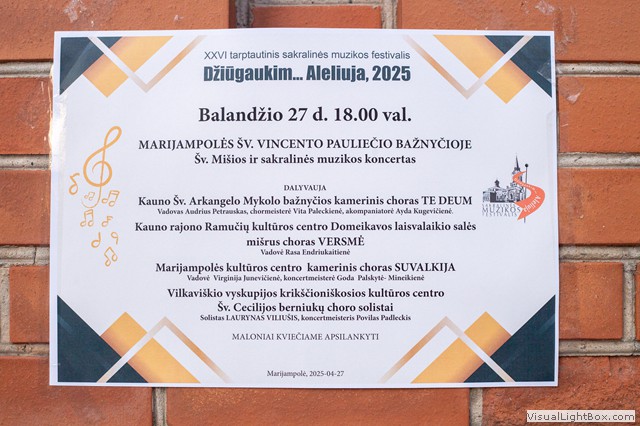 XXVI tarptautinis sakralinės muzikos festivalis
Džiūgaukim... Aleliuja, 2025
Balandžio 27 d. 18.00 val.
MARIJAMPOLĖS ŠV. VINCENTO PAULIEČIO BAŽNYČIOJE
Šv. Mišios ir sakralinės muzikos koncertas
DALYVAUJA
Kauno Šv. Arkangelo Mykolo bažnyčios kamerinis choras TE DEUM
Vadovas Audrius Petrauskas, chormeisterė Vita Paleckienė, akompaniatorė Ayda Kugevičienė.
Kauno rajono Ramučių kultūros centro Domeikavos laisvalaikio salės
mišrus choras VERSMĖ
Vadovė Rasa Endriukaitienė
Marijampolės kultūros centro kamerinis choras SUVALKIJA
Vadovė Virginija Junevičienė, koncertmeisterė Goda Palskytė- Mineikienė
Vilkaviškio vyskupijos krikščioniškosios kultūros centro
Šv. Cecilijos berniukų choro solistai
Solistas LAURYNAS VILIUŠIS, koncertmeisteris Povilas Padleckis
MALONIAI KVIEČIAME APSILANKYTI
Marijampolė, 2025-04-27
SAKRALINĖS
MUZIKOS
FESTIVALIS
VisualLightBox.com